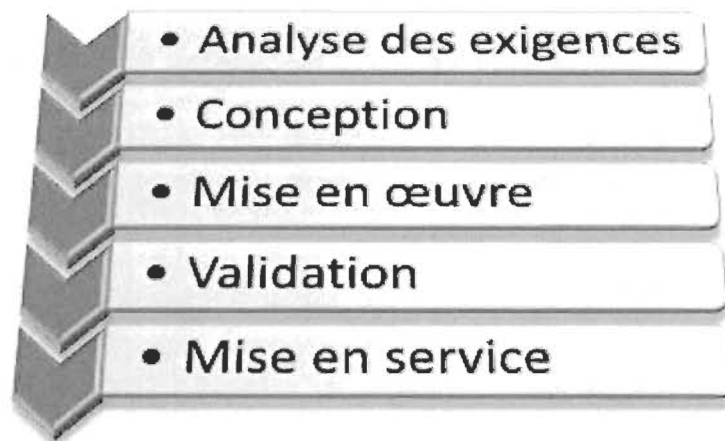 • Analyse des exigences
• Conception
• Mise en œuvre
• Validation
• Mise en service